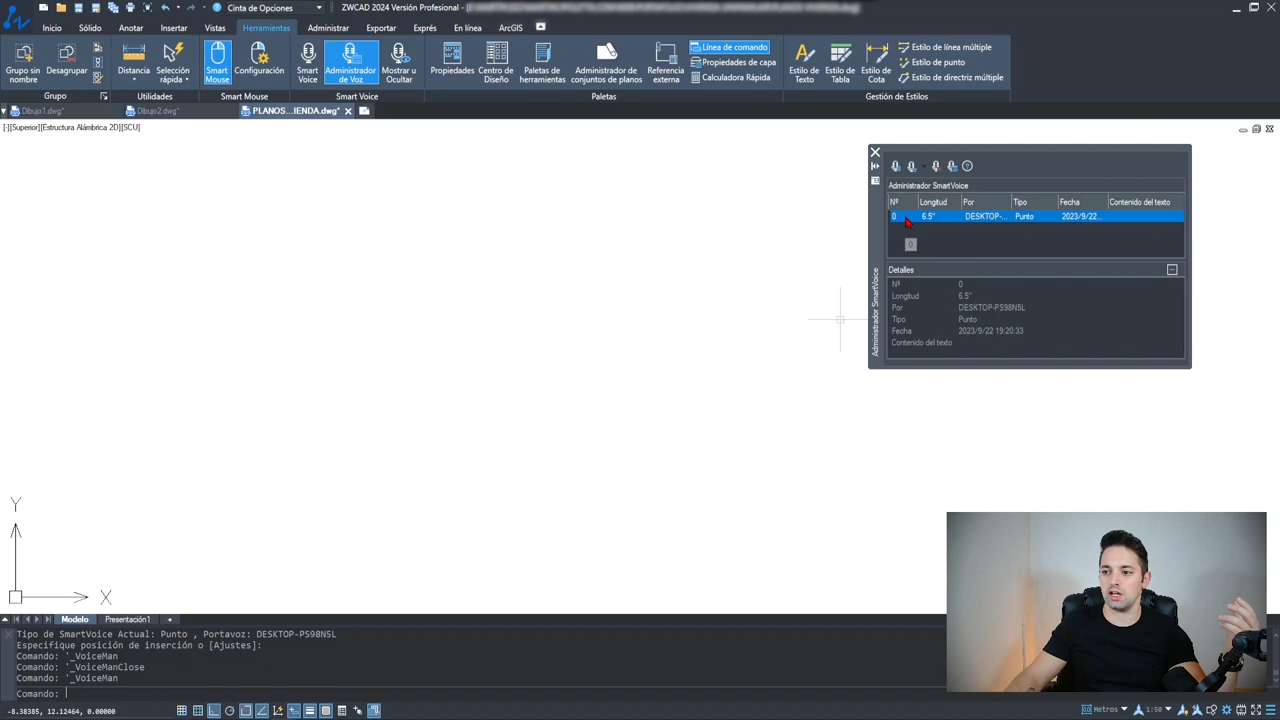 Cinta de Opciones
ZWCAD 2024 Versión Profesional - [
Inicio Sólido Anotar Insertar Vistas Herramientas Administrar Exportar Exprés En línea ArcGIS
Grupo sin nombre
Desagrupar
Distancia
Selección rápida
Smart Mouse
Configuración
Smart Voice
Administrador de Voz
Mostrar u Ocultar
Propiedades
Centro de Diseño
Paletas de herramientas
Administrador de conjuntos de planos
Referencia Externa
Línea de comando
Propiedades de capa
Calculadora Rápida
Estilo de Texto
Estilo de Tabla
Estilo de Cota
Estilo de línea múltiple
Estilo de punto
Estilo de directriz múltiple
Grupo Utilidades Smart Mouse Smart Voice Paletas Gestión de Estilos
Dibujo1.dwg* Dibujo2.dwg* PLANOS...IENDA.dwg*
[-][Superior][Estructura Alámbrica 2D][SCU]
Administrador SmartVoice
Nº Longitud Por Tipo Fecha Contenido del texto
0 6.5'' DESKTOP-... Punto 2023/9/22...
0
Detalles
Nº 0
Longitud 6.5''
Por DESKTOP-PS98N5L
Tipo Punto
Fecha 2023/9/22 19:20:33
Contenido del texto
Administrador SmartVoice
Y
X
Modelo Presentación1 +
Tipo de SmartVoice Actual: Punto , Portavoz: DESKTOP-PS98N5L
Especifique posición de inserción o [Ajustes]:
Comando: '_VoiceMan
Comando: '_VoiceManClose
Comando: '_VoiceMan
Comando:
-8.38385, 12.12464, 0.00000
Metros 1:50